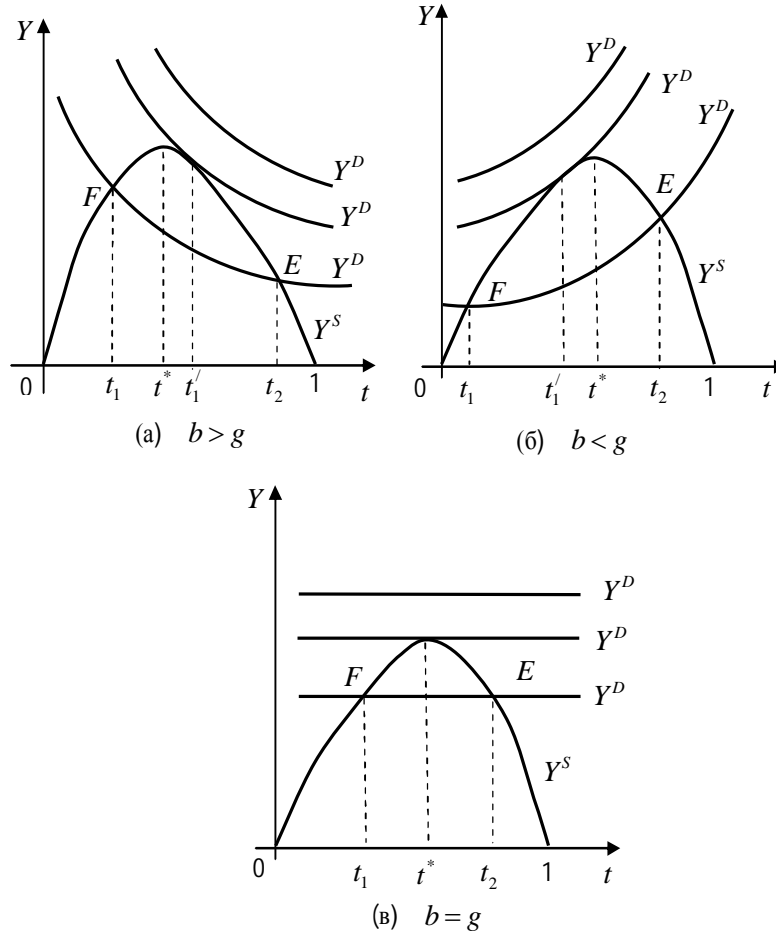 Y
Y^D
Y^D
Y^D
F
E
Y^S
0
t_1
t^*
t_1^/
t_2
1
t
(а) b > g
Y
Y^D
Y^D
Y^D
E
F
Y^S
0
t_1
t_1^/
t^*
t_2
1
t
(б) b < g
Y
Y^D
Y^D
F
E
Y^D
Y^S
0
t_1
t^*
t_2
1
t
(в) b = g